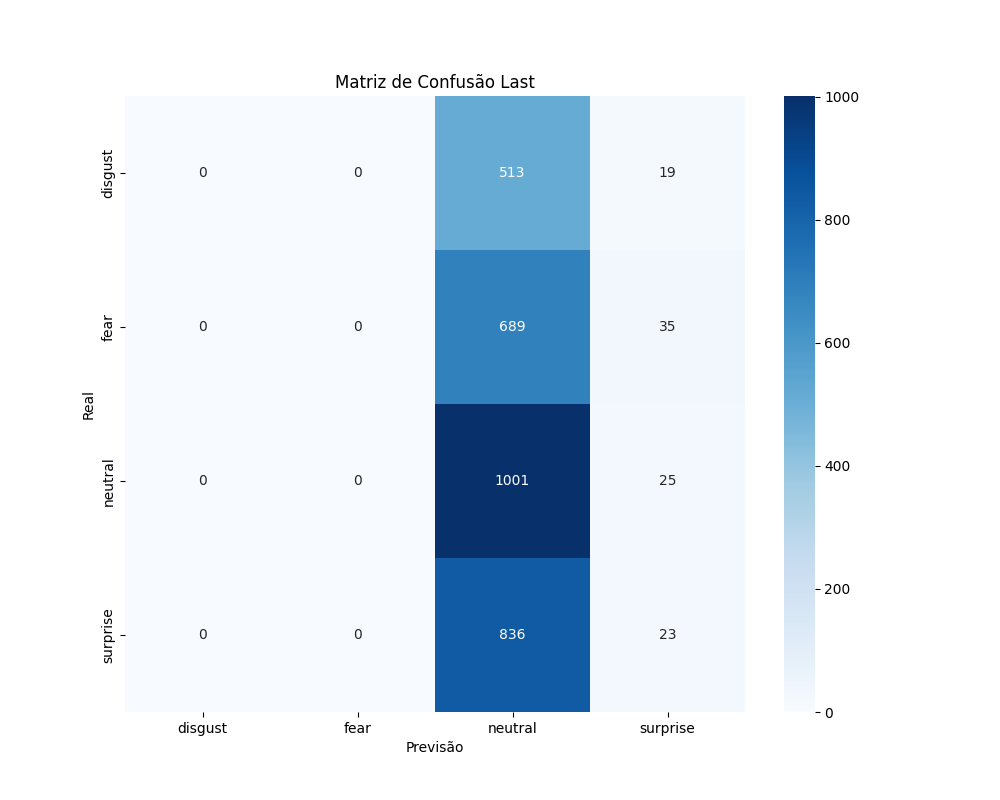 Matriz de Confusão Last
disgust 0 0 513 19
fear 0 0 689 35
neutral 0 0 1001 25
surprise 0 0 836 23
disgust fear neutral surprise
Previsão
Real
1000
800
600
400
200
0